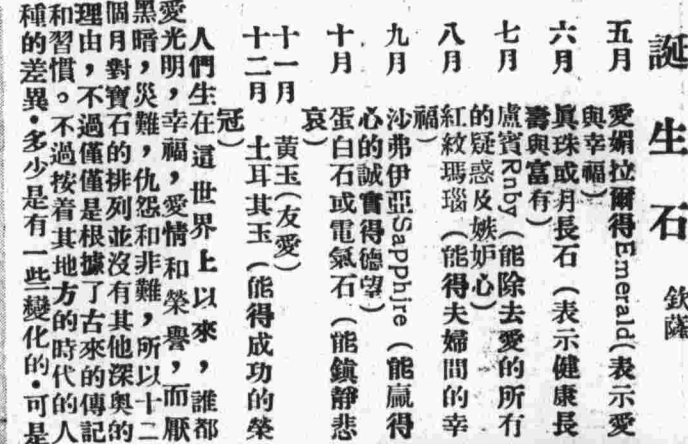 誕生石
欽薩
五月　愛媚拉爾得Emerald(表示愛
與幸福)
六月　眞珠或月長石(表示健康長
壽與富有)
七月　盧賓Rnby(能除去愛的所有
的疑惑及嫉妒心)
八月　紅紋瑪瑙(能得夫婦間的幸
福)
九月　沙弗伊亞Sapphire(能贏得
心的誠實得德望)
十月　蛋白石或電氣石(能鎮靜悲
哀)
十一月　黃玉(友愛)
十二月　土耳其玉(能得成功的榮
冠)
人們生在這世界上以來，誰都
愛光明，幸福，愛情和榮譽，而厭
黑暗，災難，仇怨和非難，所以十二
個月對寶石的排列並沒有其他深奥的
理由，不過僅僅是根據了古來的傳記
和習慣。不過按着其地方的時代的人
種的差異·多少是有一些變化的·可是